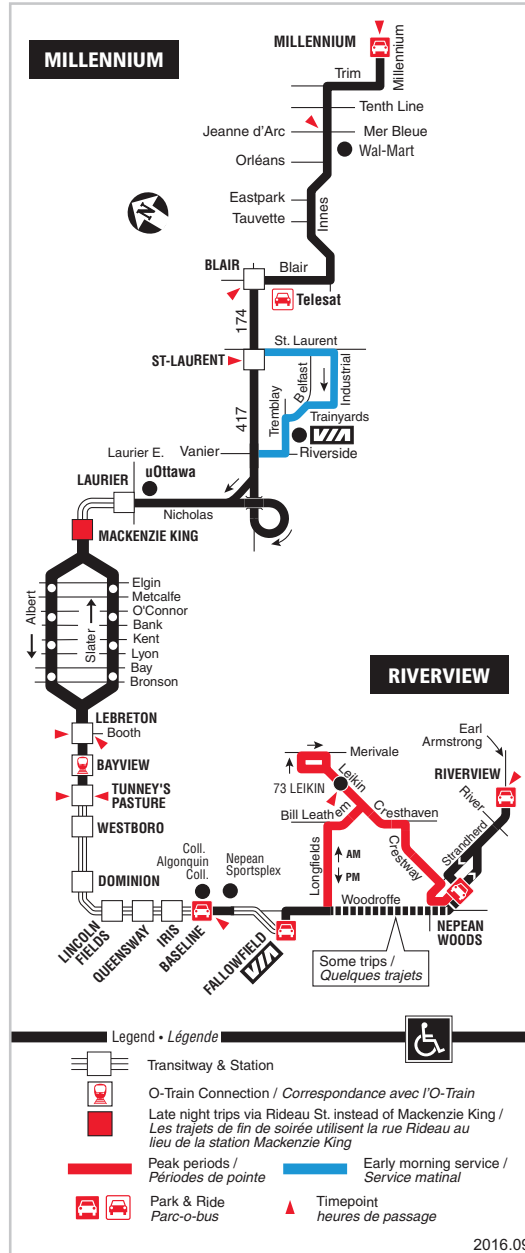 MILLENNIUM
MILLENNIUM
Millennium
Trim
Tenth Line
Jeanne d'Arc
Mer Bleue
Wal-Mart
Orléans
Eastpark
Tauvette
Innes
N
BLAIR
Blair
Telesat
174
St. Laurent
ST-LAURENT
Belfast
Industrial
Tremblay
417
Trainyards
VIA
Laurier E.
Vanier
Riverside
uOttawa
LAURIER
Nicholas
MACKENZIE KING
Albert
Slater
Elgin
Metcalfe
O'Connor
Bank
Kent
Lyon
Bay
Bronson
RIVERVIEW
LEBRETON
Booth
BAYVIEW
TUNNEY'S
PASTURE
WESTBORO
DOMINION
LINCOLN
FIELDS
QUEENSWAY
IRIS
BASELINE
Coll.
Algonquin
Coll.
Nepean
Sportsplex
FALLOWFIELD
VIA
Merivale
Leikin
73 LEIKIN
Bill Leathem
Cresthaven
Crestway
Longfields
AM
PM
Woodroffe
Earl
Armstrong
RIVERVIEW
River
Strandherd
NEPEAN
WOODS
Some trips /
Quelques trajets
Legend • Légende
Transitway & Station
O-Train Connection / Correspondance avec l'O-Train
Late night trips via Rideau St. instead of Mackenzie King /
Les trajets de fin de soirée utilisent la rue Rideau au
lieu de la station Mackenzie King
Peak periods /
Périodes de pointe
Early morning service /
Service matinal
Park & Ride
Parc-o-bus
Timepoint
heures de passage
2016.09